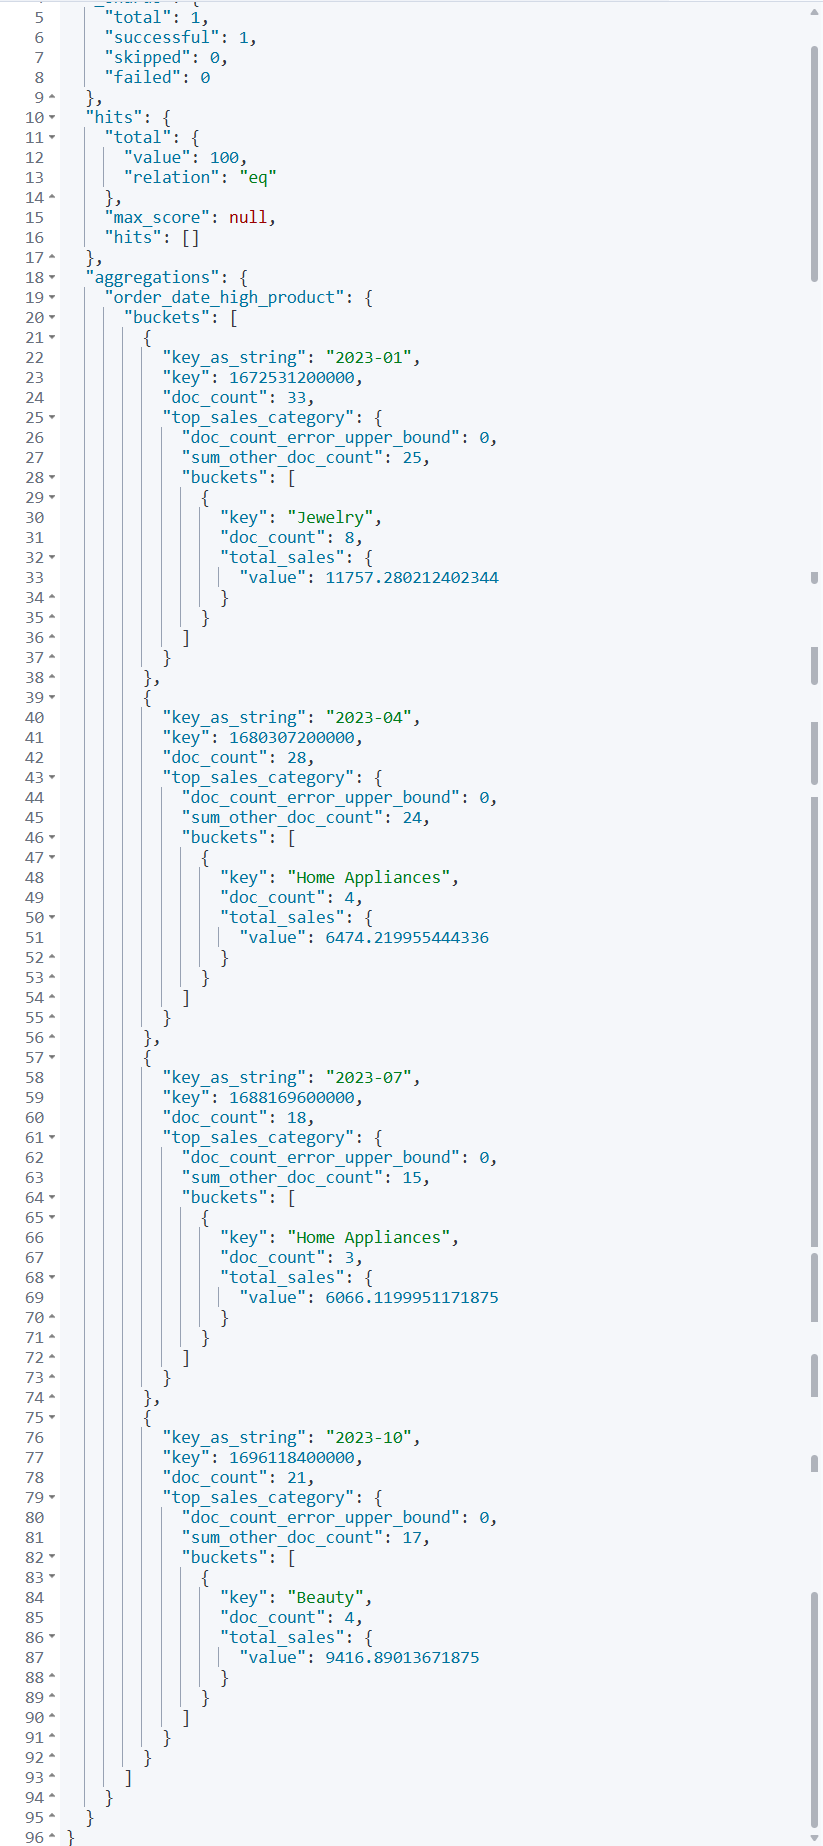 5 "total": 1,
6 "successful": 1,
7 "skipped": 0,
8 "failed": 0
9 },
10 "hits": {
11 "total": {
12 "value": 100,
13 "relation": "eq"
14 },
15 "max_score": null,
16 "hits": []
17 },
18 "aggregations": {
19 "order_date_high_product": {
20 "buckets": [
21 {
22 "key_as_string": "2023-01",
23 "key": 1672531200000,
24 "doc_count": 33,
25 "top_sales_category": {
26 "doc_count_error_upper_bound": 0,
27 "sum_other_doc_count": 25,
28 "buckets": [
29 {
30 "key": "Jewelry",
31 "doc_count": 8,
32 "total_sales": {
33 "value": 11757.280212402344
34 }
35 }
36 ]
37 }
38 },
39 {
40 "key_as_string": "2023-04",
41 "key": 1680307200000,
42 "doc_count": 28,
43 "top_sales_category": {
44 "doc_count_error_upper_bound": 0,
45 "sum_other_doc_count": 24,
46 "buckets": [
47 {
48 "key": "Home Appliances",
49 "doc_count": 4,
50 "total_sales": {
51 "value": 6474.219955444336
52 }
53 }
54 ]
55 }
56 },
57 {
58 "key_as_string": "2023-07",
59 "key": 1688169600000,
60 "doc_count": 18,
61 "top_sales_category": {
62 "doc_count_error_upper_bound": 0,
63 "sum_other_doc_count": 15,
64 "buckets": [
65 {
66 "key": "Home Appliances",
67 "doc_count": 3,
68 "total_sales": {
69 "value": 6066.1199951171875
70 }
71 }
72 ]
73 }
74 },
75 {
76 "key_as_string": "2023-10",
77 "key": 1696118400000,
78 "doc_count": 21,
79 "top_sales_category": {
80 "doc_count_error_upper_bound": 0,
81 "sum_other_doc_count": 17,
82 "buckets": [
83 {
84 "key": "Beauty",
85 "doc_count": 4,
86 "total_sales": {
87 "value": 9416.89013671875
88 }
89 }
90 ]
91 }
92 }
93 ]
94 }
95 }
96 }